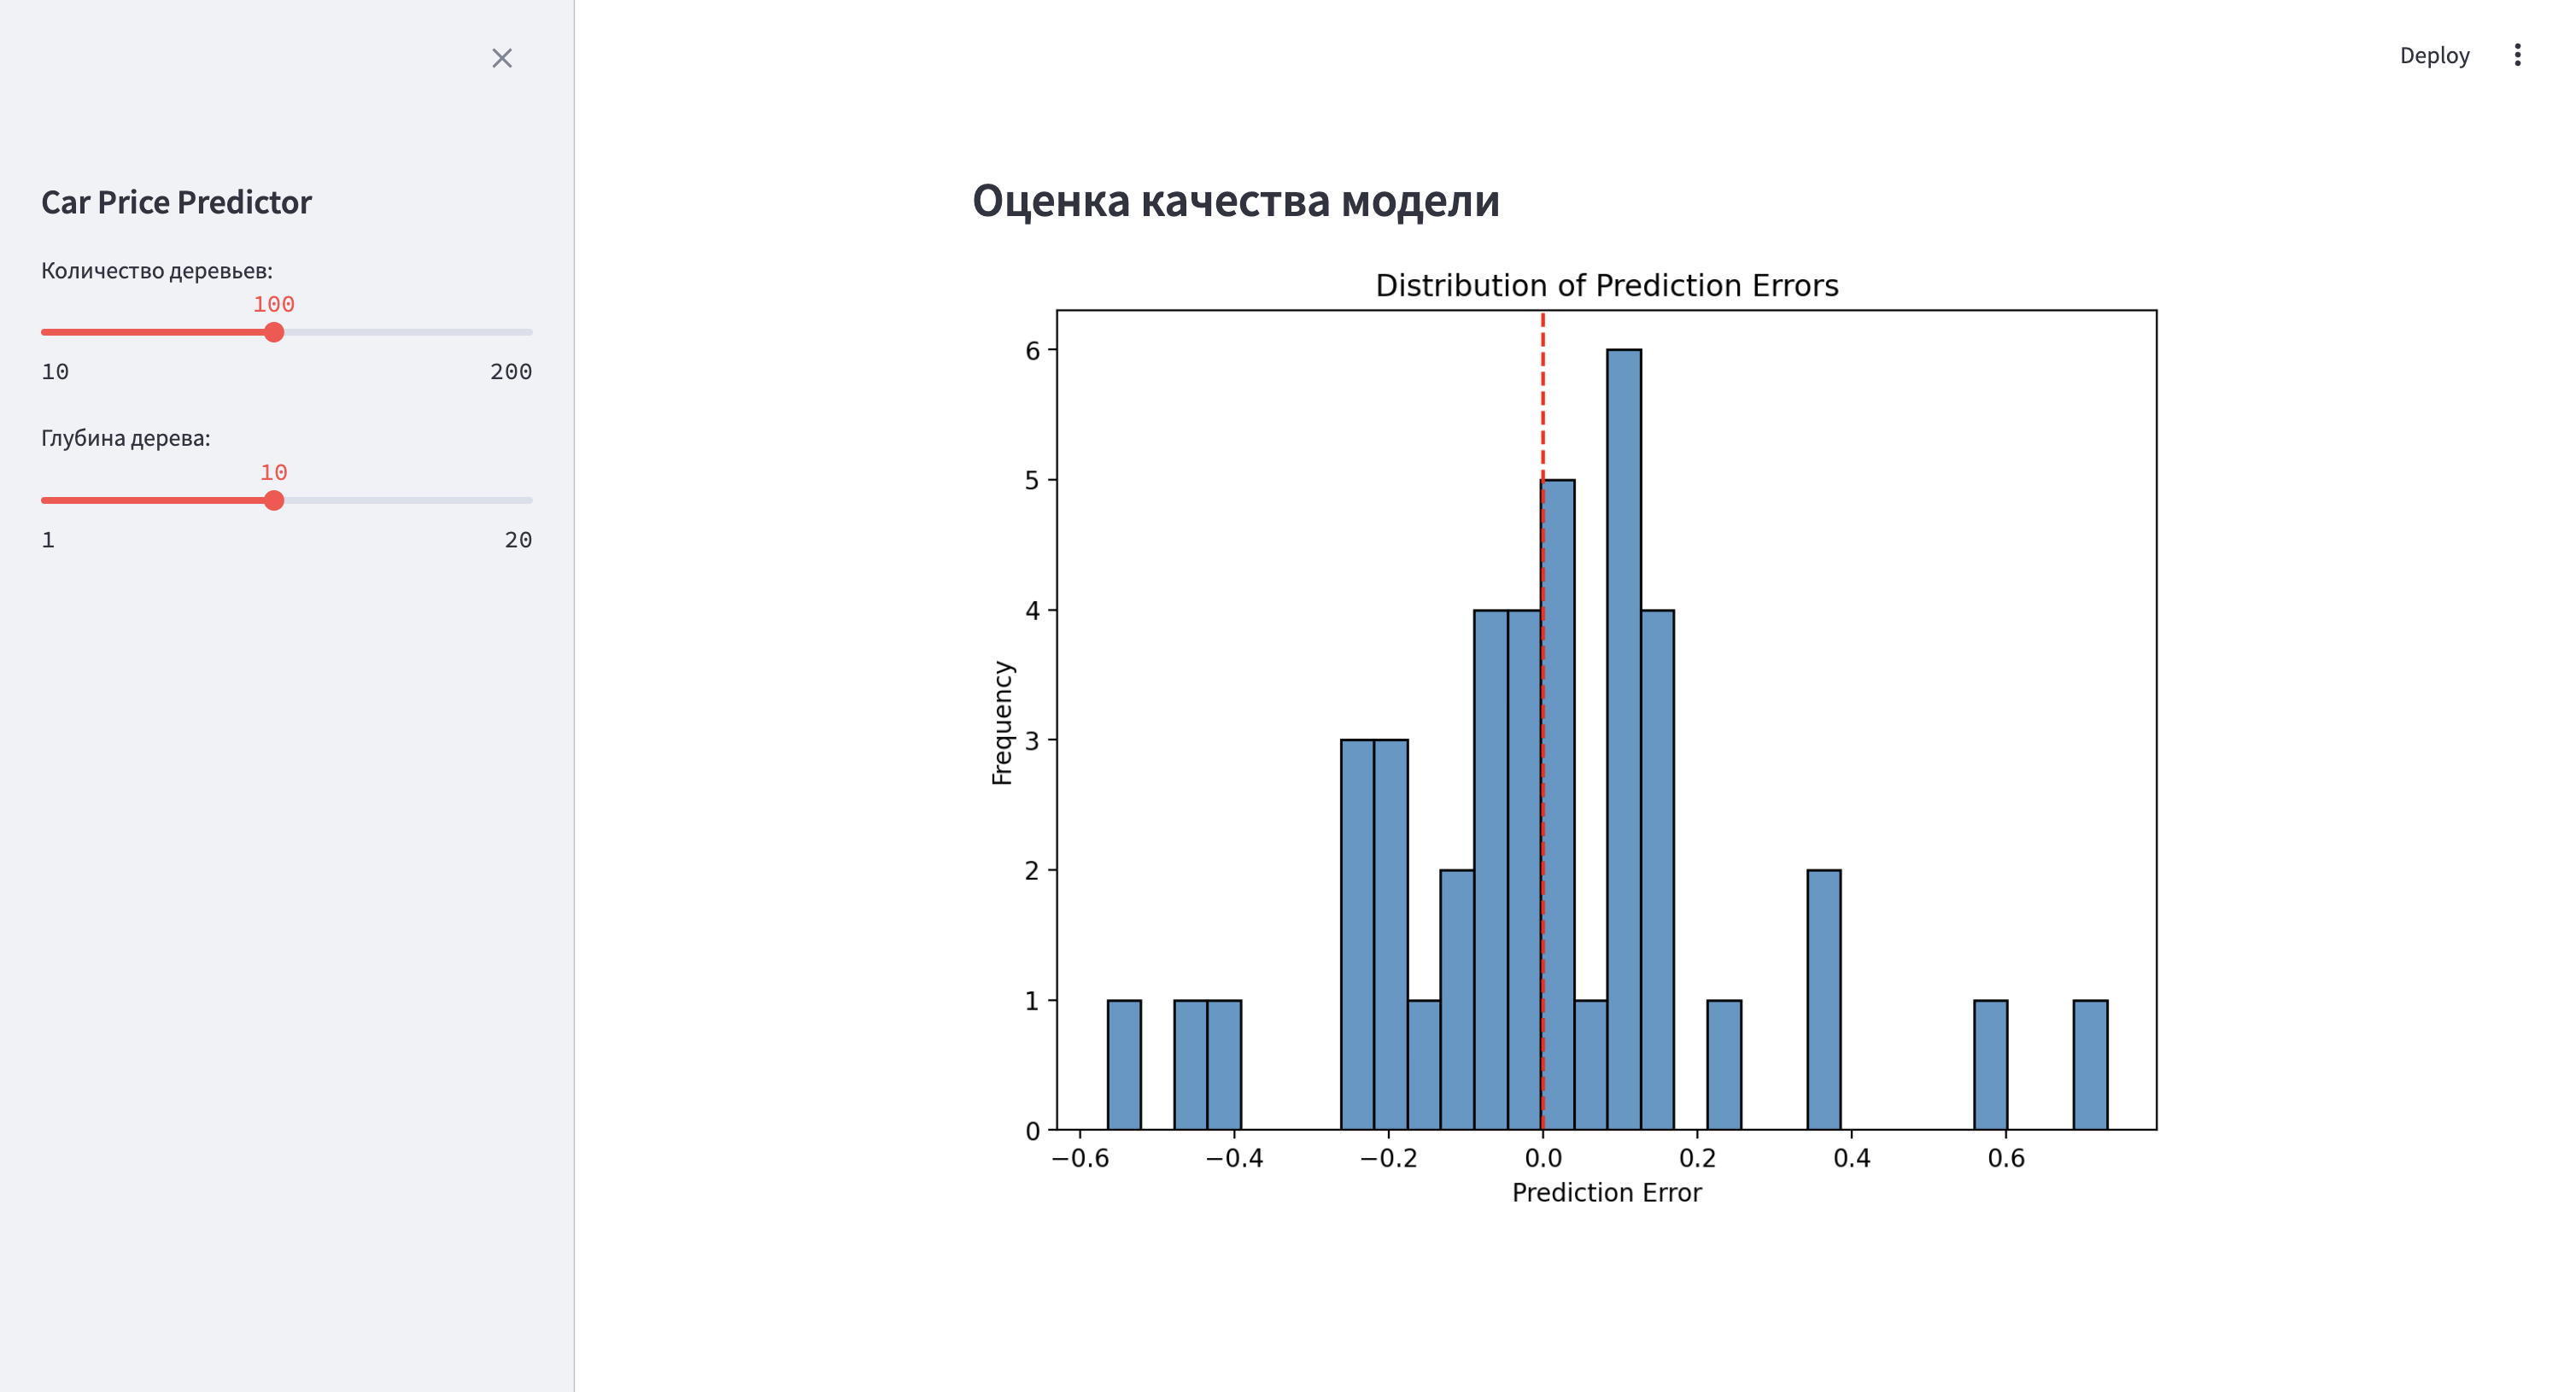 Deploy
Car Price Predictor
Количество деревьев:
100
10 200
Глубина дерева:
10
1 20
Оценка качества модели
Distribution of Prediction Errors
Frequency
6
5
4
3
2
1
0
−0.6 −0.4 −0.2 0.0 0.2 0.4 0.6
Prediction Error